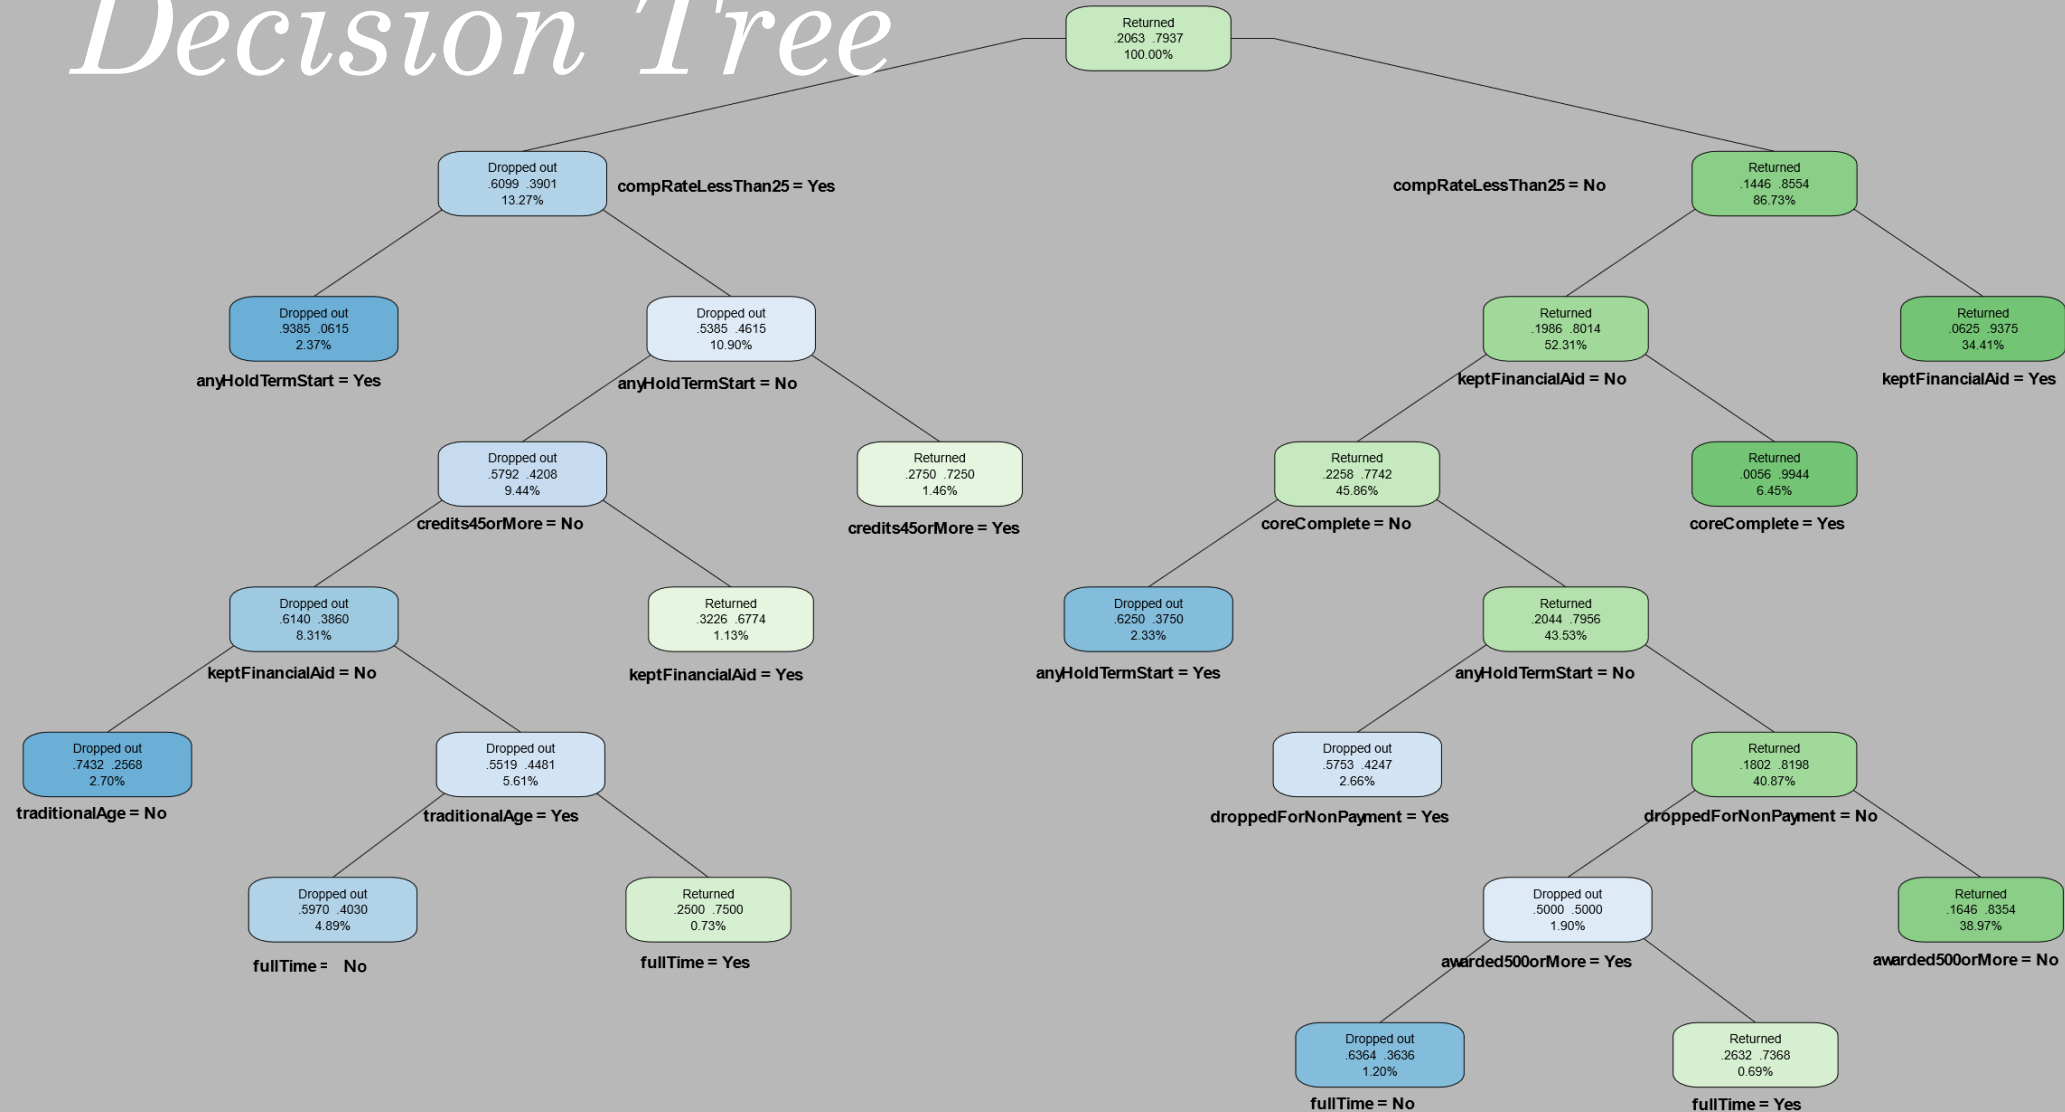 Decision Tree
Returned
.2063 .7937
100.00%
Dropped out
.6099 .3901
13.27%
compRateLessThan25 = Yes
compRateLessThan25 = No
Returned
.1446 .8554
86.73%
Dropped out
.9385 .0615
2.37%
anyHoldTermStart = Yes
Dropped out
.5385 .4615
10.90%
anyHoldTermStart = No
Returned
.1986 .8014
52.31%
keptFinancialAid = No
Returned
.0625 .9375
34.41%
keptFinancialAid = Yes
Dropped out
.5792 .4208
9.44%
credits45orMore = No
Returned
.2750 .7250
1.46%
credits45orMore = Yes
Returned
.2258 .7742
45.86%
coreComplete = No
Returned
.0056 .9944
6.45%
coreComplete = Yes
Dropped out
.6140 .3860
8.31%
keptFinancialAid = No
Returned
.3226 .6774
1.13%
keptFinancialAid = Yes
Dropped out
.6250 .3750
2.33%
anyHoldTermStart = Yes
Returned
.2044 .7956
43.53%
anyHoldTermStart = No
Dropped out
.7432 .2568
2.70%
traditionalAge = No
Dropped out
.5519 .4481
5.61%
traditionalAge = Yes
Dropped out
.5753 .4247
2.66%
droppedForNonPayment = Yes
Returned
.1802 .8198
40.87%
droppedForNonPayment = No
Dropped out
.5970 .4030
4.89%
fullTime = No
Returned
.2500 .7500
0.73%
fullTime = Yes
Dropped out
.5000 .5000
1.90%
awarded500orMore = Yes
Returned
.1646 .8354
38.97%
awarded500orMore = No
Dropped out
.6364 .3636
1.20%
fullTime = No
Returned
.2632 .7368
0.69%
fullTime = Yes